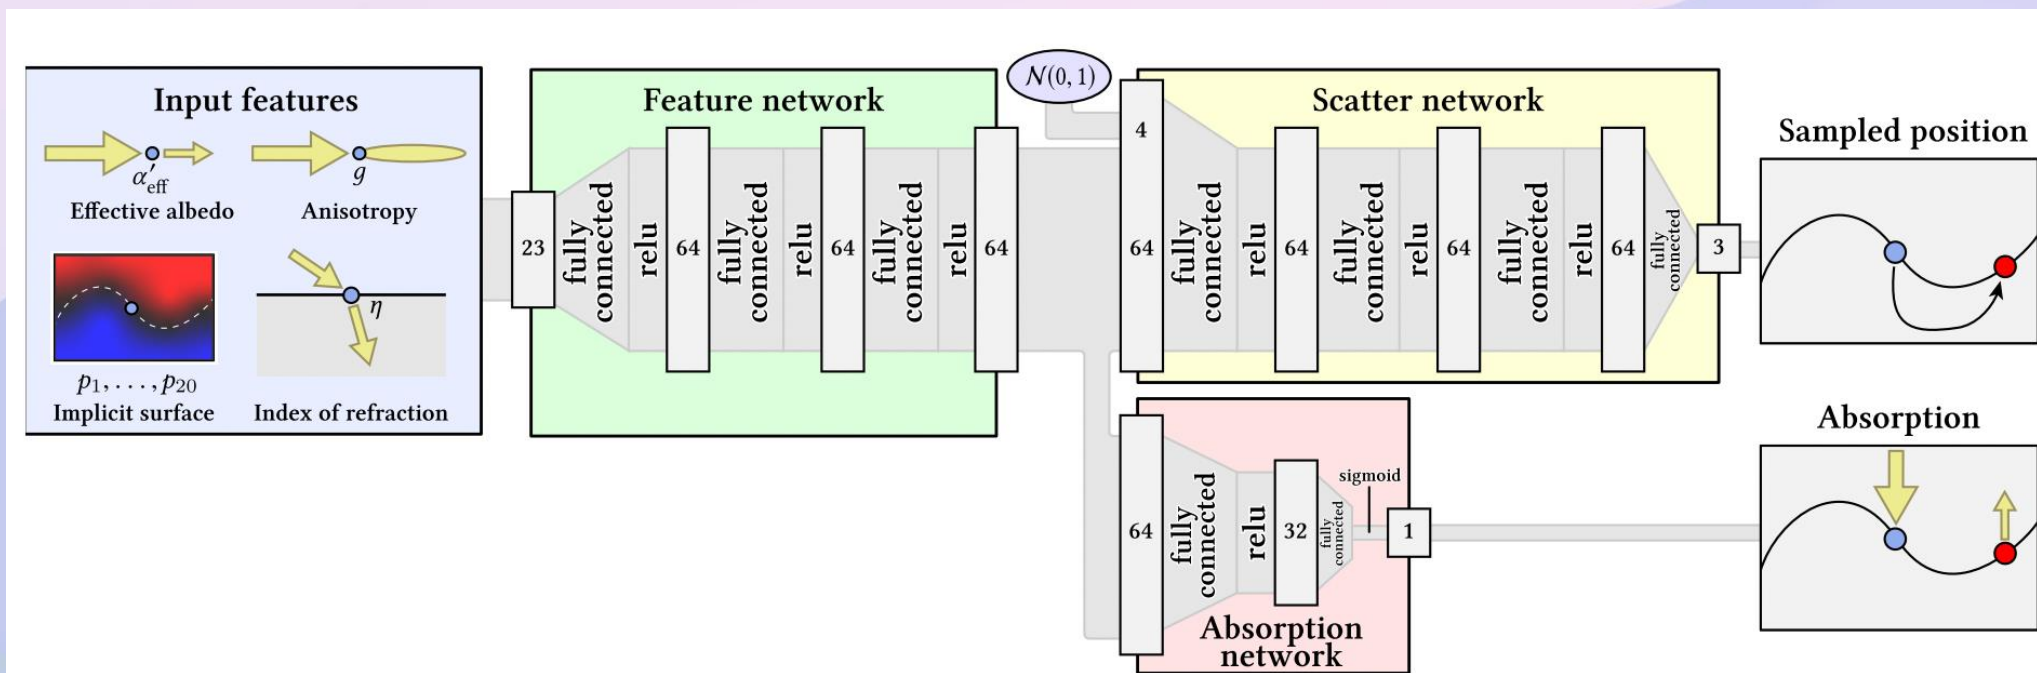 Input features
α′eff
Effective albedo
g
Anisotropy
p1, . . . , p20
Implicit surface
η
Index of refraction
Feature network
23
fully
connected
relu
64
fully
connected
relu
64
fully
connected
relu
64
N(0, 1)
Scatter network
4
64
fully
connected
relu
64
fully
connected
relu
64
fully
connected
relu
64
fully
connected
3
Sampled position
64
fully
connected
relu
32
fully
connected
sigmoid
1
Absorption
network
Absorption